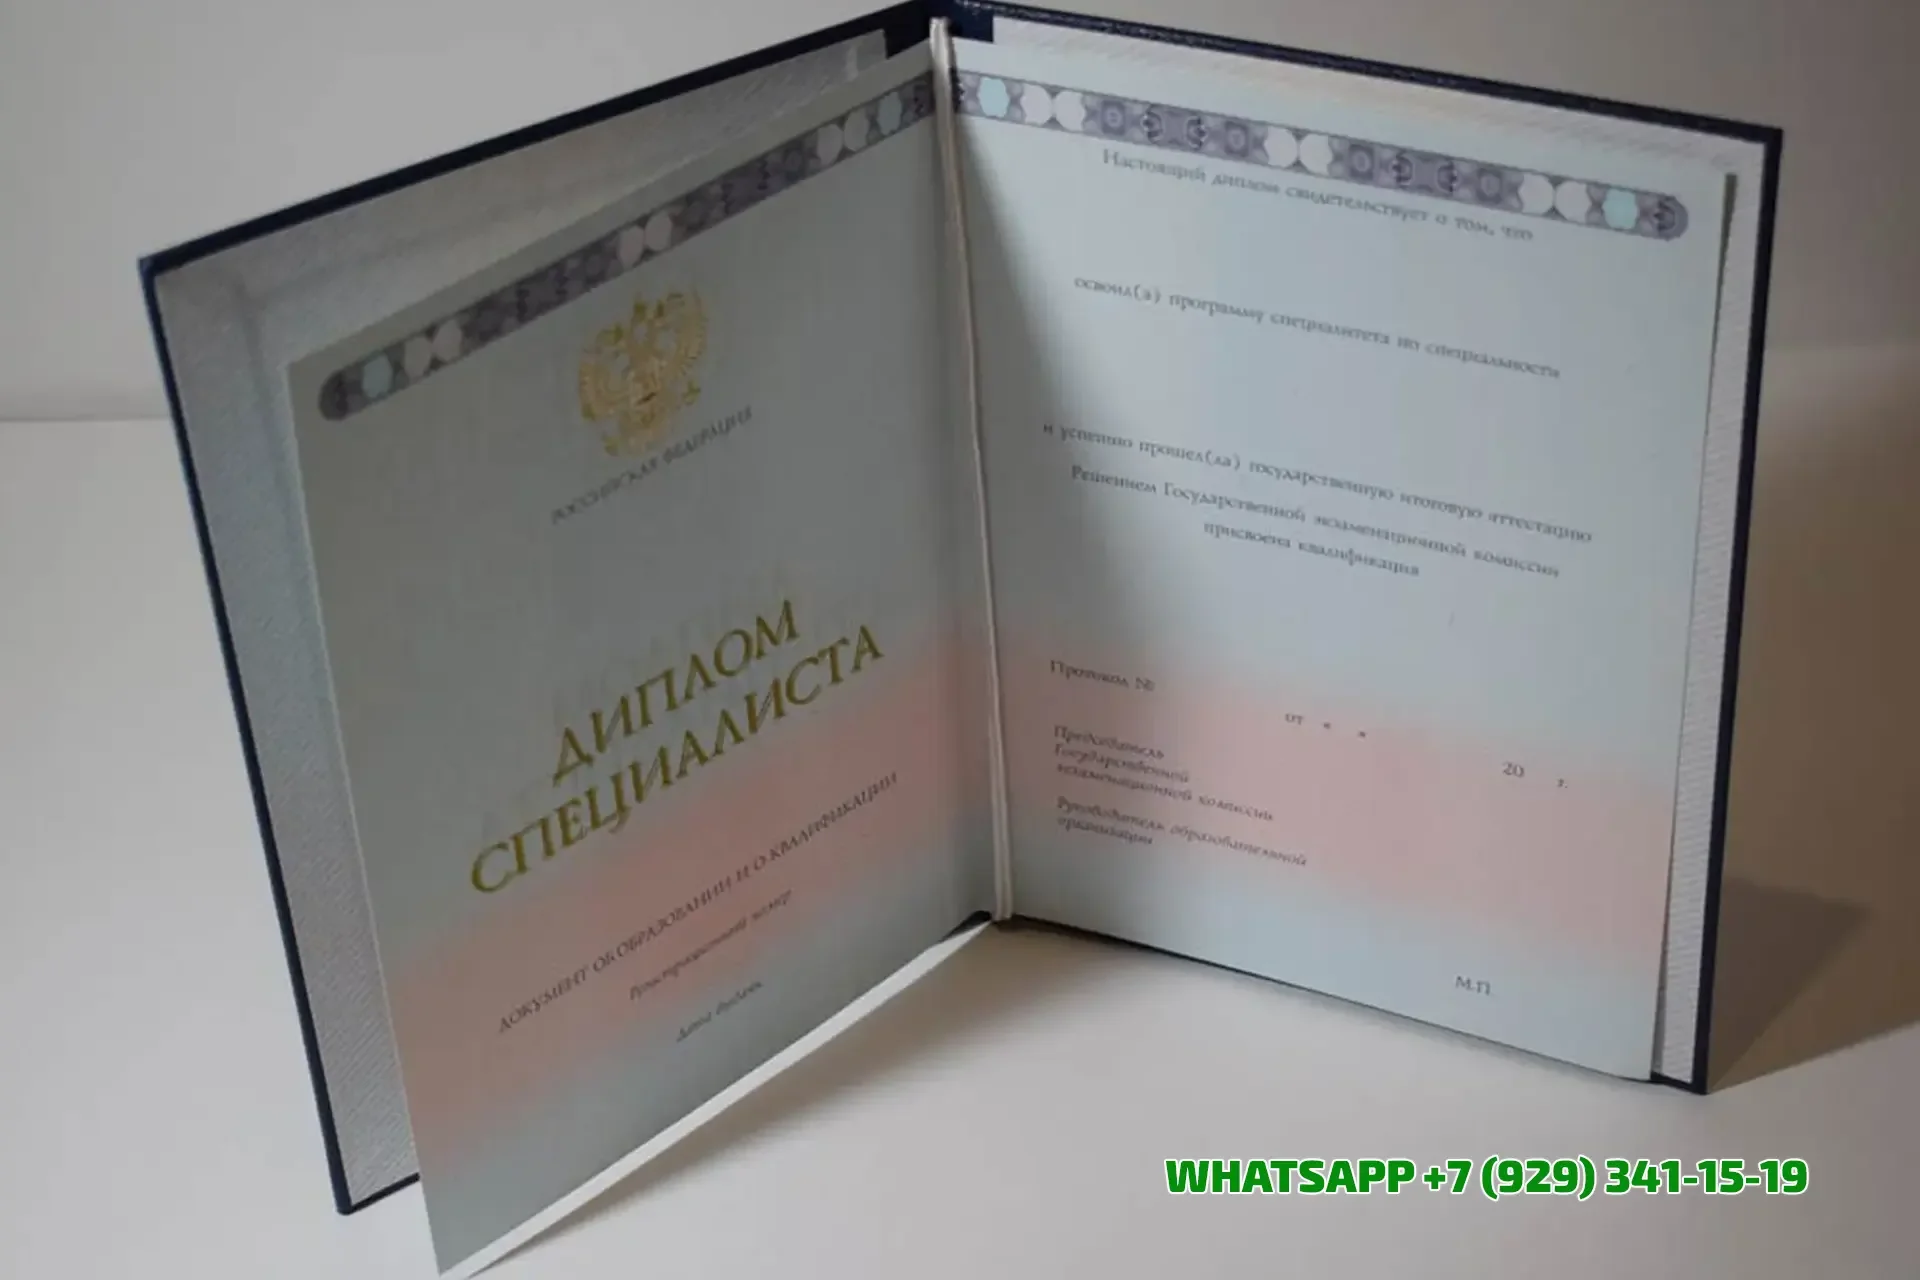 РОССИЙСКАЯ ФЕДЕРАЦИЯ
ДИПЛОМ
СПЕЦИАЛИСТА
ДОКУМЕНТ ОБ ОБРАЗОВАНИИ И О КВАЛИФИКАЦИИ
Регистрационный номер
Дата выдачи
Настоящий диплом свидетельствует о том, что
освоил(а) программу специалитета по специальности
и успешно прошел(ла) государственную итоговую аттестацию
Решением Государственной экзаменационной комиссии
присвоена квалификация
Протокол №
от « »
20 г.
Председатель
Государственной
экзаменационной комиссии
Руководитель образовательной
организации
М.П.
WHATSAPP +7 (929) 341-15-19